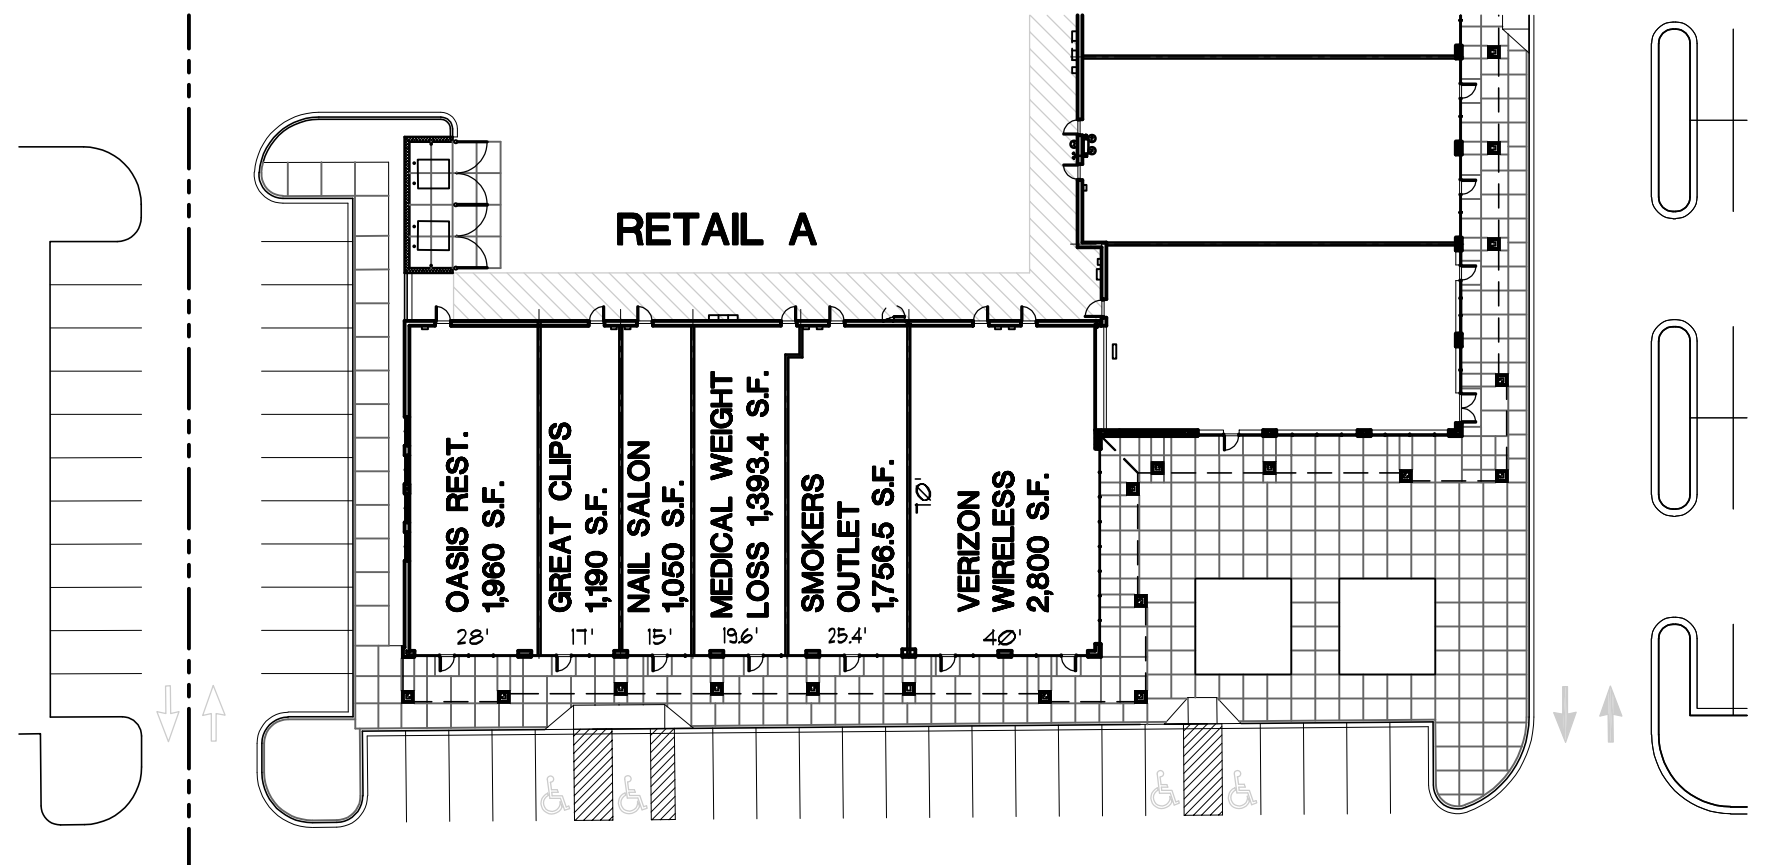 RETAIL A
OASIS REST.
1,960 S.F.
28'
GREAT CLIPS
1,190 S.F.
17'
NAIL SALON
1,050 S.F.
15'
MEDICAL WEIGHT
LOSS 1,393.4 S.F.
19.6'
SMOKERS
OUTLET
1,756.5 S.F.
25.4'
70'
VERIZON
WIRELESS
2,800 S.F.
40'